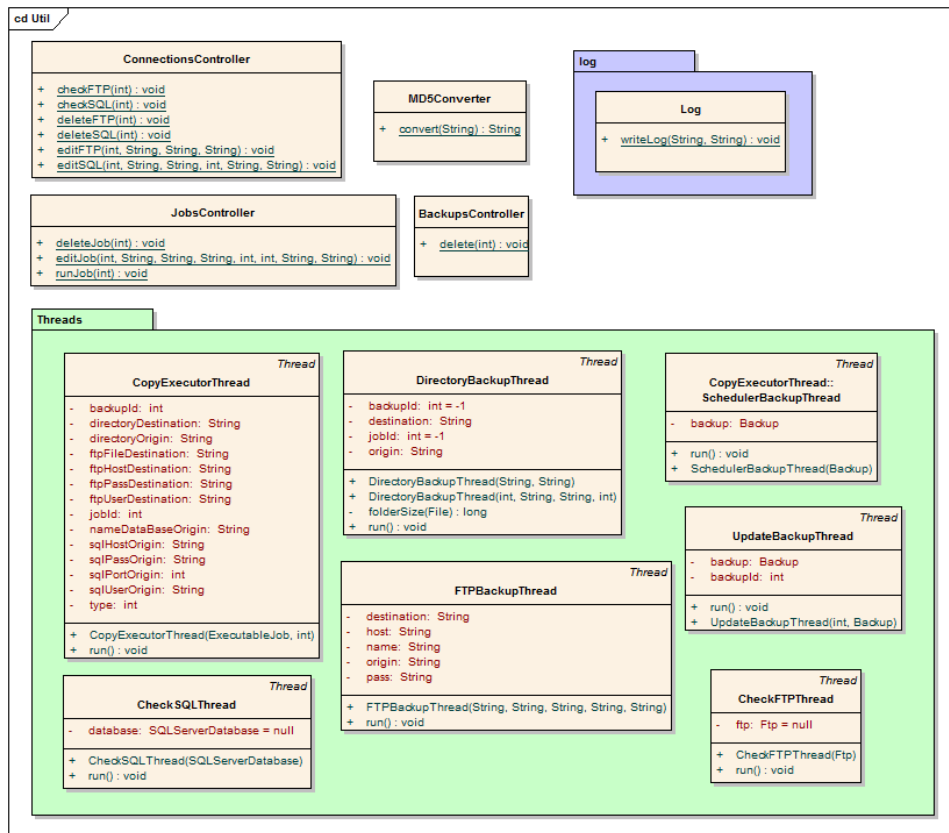 cd Util
ConnectionsController
+ checkFTP(int) : void
+ checkSQL(int) : void
+ deleteFTP(int) : void
+ deleteSQL(int) : void
+ editFTP(int, String, String, String) : void
+ editSQL(int, String, String, int, String, String) : void
MD5Converter
+ convert(String) : String
log
Log
+ writeLog(String, String) : void
JobsController
+ deleteJob(int) : void
+ editJob(int, String, String, String, int, int, String, String) : void
+ runJob(int) : void
BackupsController
+ delete(int) : void
Threads
Thread
CopyExecutorThread
- backupId: int
- directoryDestination: String
- directoryOrigin: String
- ftpFileDestination: String
- ftpHostDestination: String
- ftpPassDestination: String
- ftpUserDestination: String
- jobId: int
- nameDataBaseOrigin: String
- sqlHostOrigin: String
- sqlPassOrigin: String
- sqlPortOrigin: int
- sqlUserOrigin: String
- type: int
+ CopyExecutorThread(ExecutableJob, int)
+ run() : void
Thread
DirectoryBackupThread
- backupId: int = -1
- destination: String
- jobId: int = -1
- origin: String
+ DirectoryBackupThread(String, String)
+ DirectoryBackupThread(int, String, String, int)
- folderSize(File) : long
+ run() : void
Thread
CopyExecutorThread::
SchedulerBackupThread
- backup: Backup
+ run() : void
+ SchedulerBackupThread(Backup)
Thread
UpdateBackupThread
- backup: Backup
- backupId: int
+ run() : void
+ UpdateBackupThread(int, Backup)
Thread
FTPBackupThread
- destination: String
- host: String
- name: String
- origin: String
- pass: String
+ FTPBackupThread(String, String, String, String, String)
+ run() : void
Thread
CheckSQLThread
- database: SQLServerDatabase = null
+ CheckSQLThread(SQLServerDatabase)
+ run() : void
Thread
CheckFTPThread
- ftp: Ftp = null
+ CheckFTPThread(Ftp)
+ run() : void